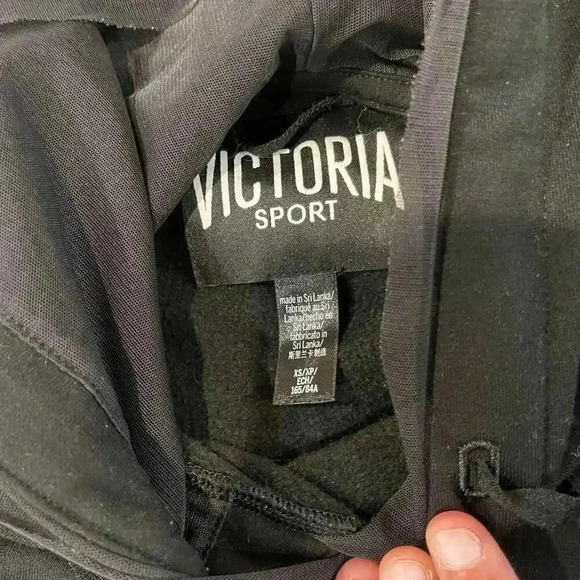 VICTORIA
SPORT
made in Sri Lanka/
fabriqué au Sri
Lanka/hecho en
Sri Lanka/
fabbricato in
Sri Lanka/
斯里兰卡制造
XS/XP/
ECH/
165/84A